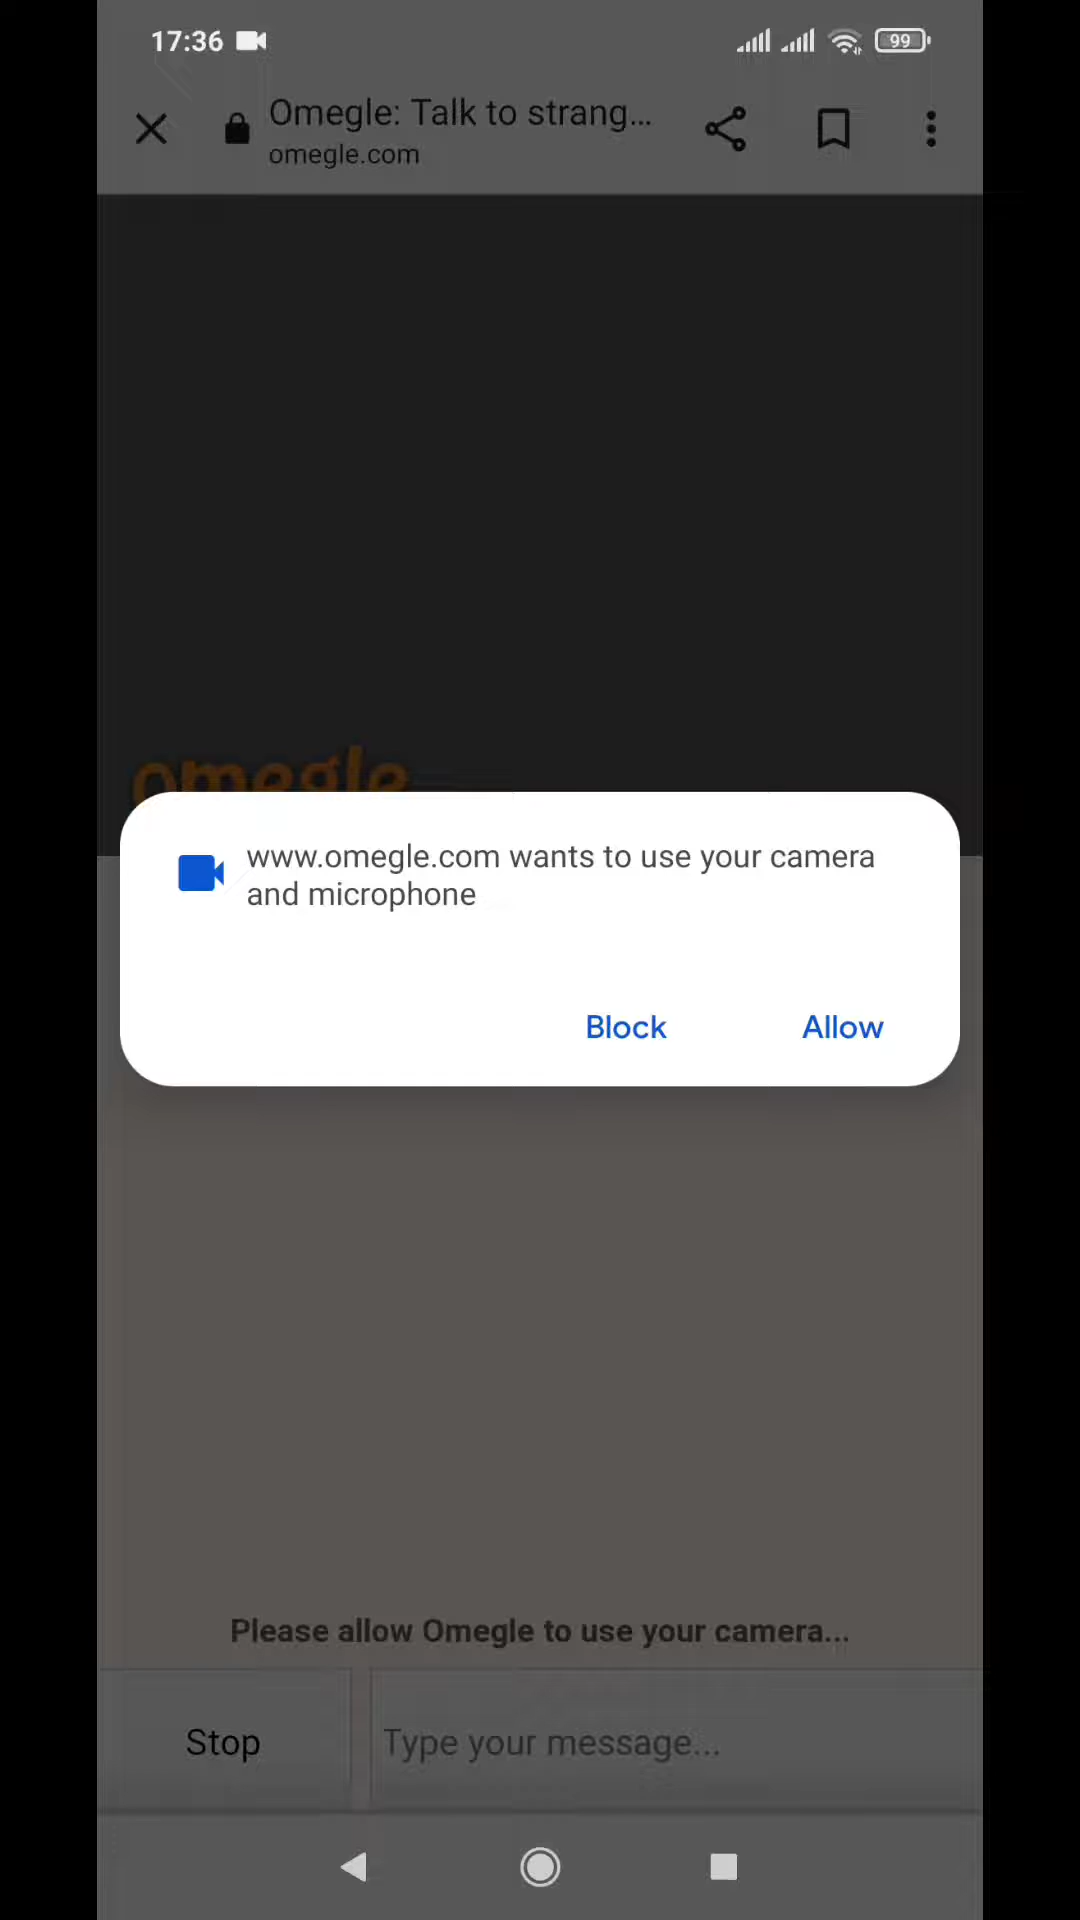 17:36
99
Omegle: Talk to strang...
omegle.com
omegle
www.omegle.com wants to use your camera
and microphone
Block Allow
Please allow Omegle to use your camera...
Stop Type your message...